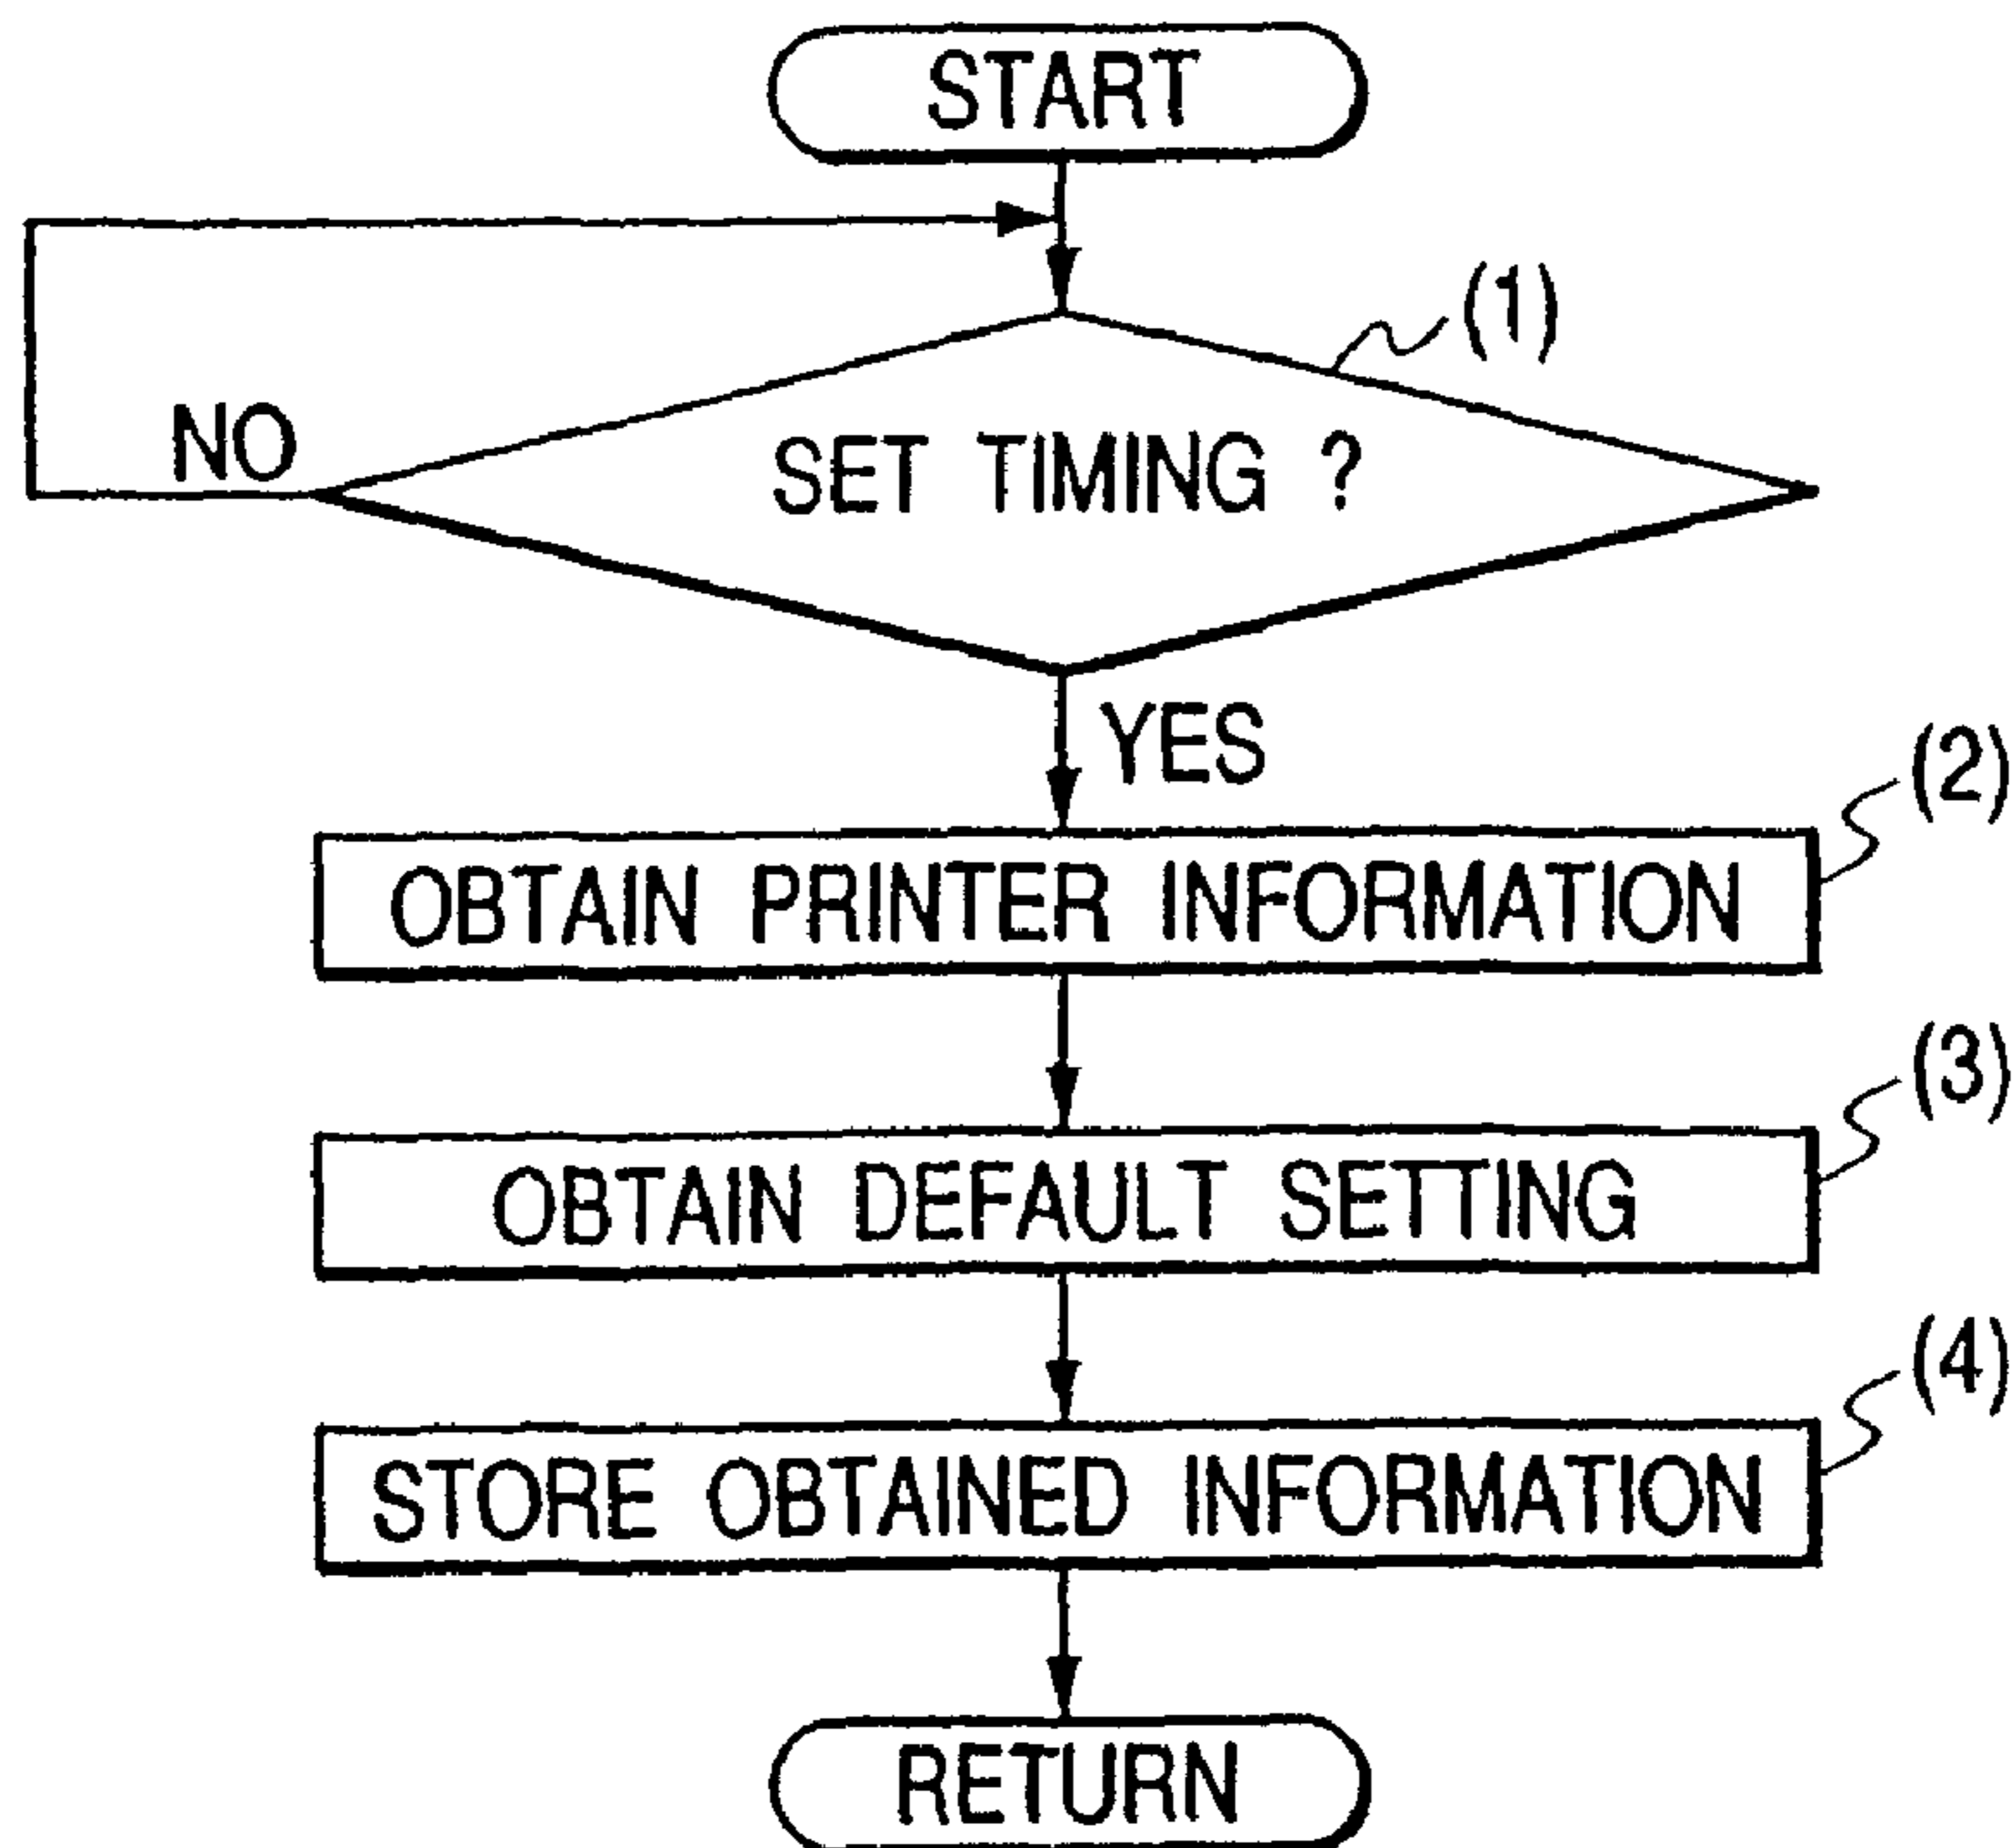 START
(1)
NO
SET TIMING ?
YES
(2)
OBTAIN PRINTER INFORMATION
(3)
OBTAIN DEFAULT SETTING
(4)
STORE OBTAINED INFORMATION
RETURN